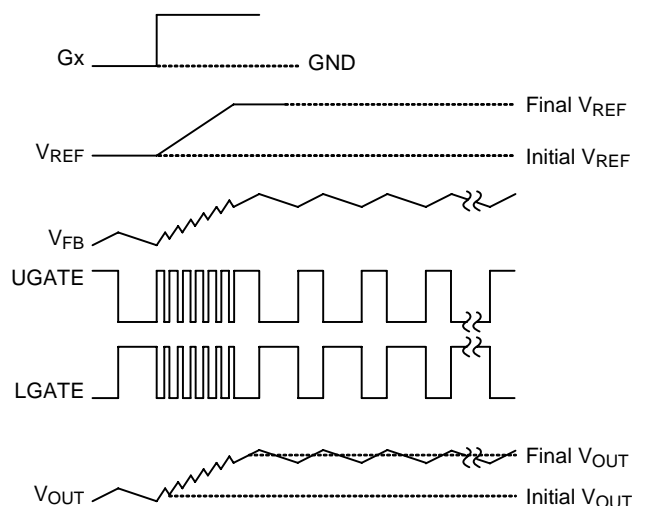 Gx
GND
Final VREF
VREF
Initial VREF
VFB
UGATE
LGATE
Final VOUT
VOUT
Initial VOUT